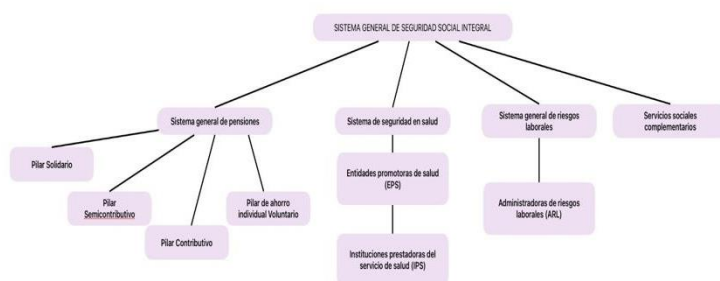 SISTEMA GENERAL DE SEGURIDAD SOCIAL INTEGRAL
Sistema general de pensiones
Sistema de seguridad en salud
Sistema general de riesgos
laborales
Servicios sociales
complementarios
Pilar Solidario
Pilar
Semicontributivo
Pilar Contributivo
Pilar de ahorro
individual Voluntario
Entidades promotoras de salud
(EPS)
Instituciones prestadoras del
servicio de salud (IPS)
Administradoras de riesgos
laborales (ARL)